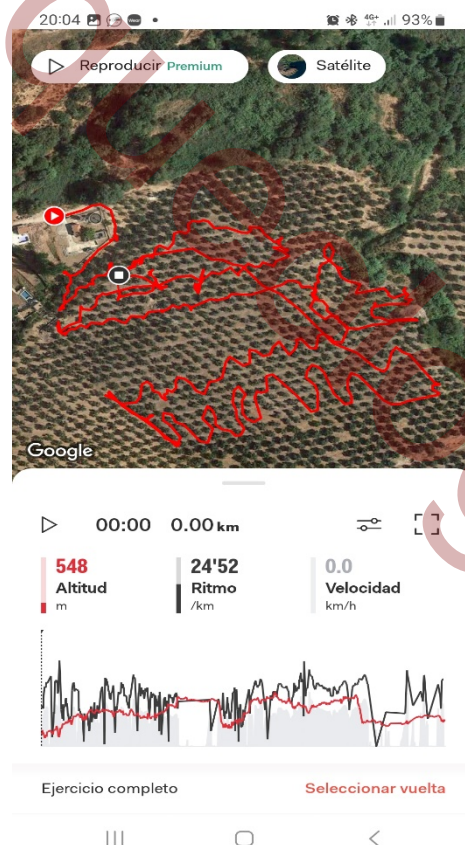 20:04 4G+ 93%
Reproducir Premium
Satélite
Google
00:00 0.00 km
548 24'52 0.0
Altitud Ritmo Velocidad
m /km km/h
Ejercicio completo Seleccionar vuelta